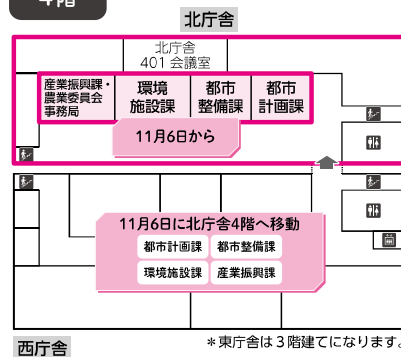 4階
北庁舎
北庁舎
401会議室
産業振興課・
農業委員会
事務局
環境
施設課
都市
整備課
都市
計画課
11月6日から
11月6日に北庁舎4階へ移動
都市計画課 都市整備課
環境施設課 産業振興課
西庁舎
＊東庁舎は3階建てになります。